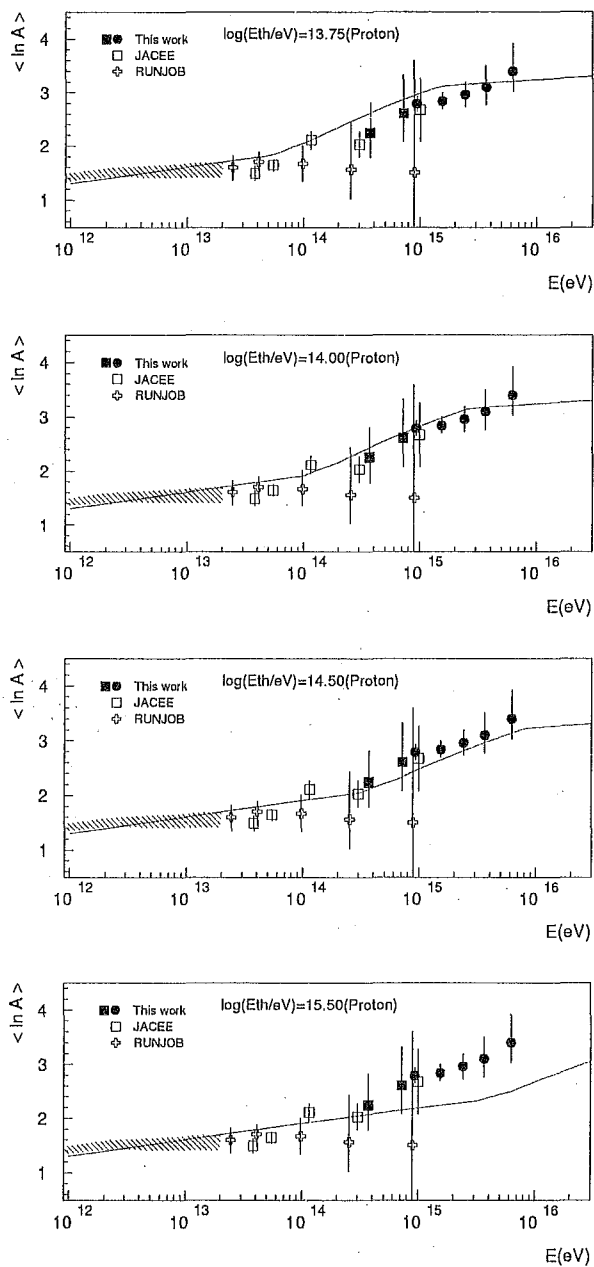 < ln A >
4
3
2
1
This work
JACEE
RUNJOB
log(Eth/eV)=13.75(Proton)
10 12
10 13
10 14
10 15
10 16
E(eV)
< ln A >
4
3
2
1
This work
JACEE
RUNJOB
log(Eth/eV)=14.00(Proton)
10 12
10 13
10 14
10 15
10 16
E(eV)
< ln A >
4
3
2
1
This work
JACEE
RUNJOB
log(Eth/eV)=14.50(Proton)
10 12
10 13
10 14
10 15
10 16
E(eV)
< ln A >
4
3
2
1
This work
JACEE
RUNJOB
log(Eth/eV)=15.50(Proton)
10 12
10 13
10 14
10 15
10 16
E(eV)